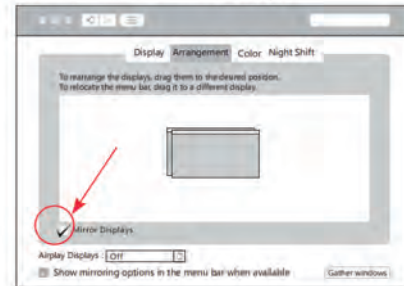 Display Arrangement Color Night Shift
To rearrange the displays, drag them to the desired position.
To relocate the menu bar, drag it to a different display.
Mirror Displays
Airplay Displays : Off
Show mirroring options in the menu bar when available
Gather windows